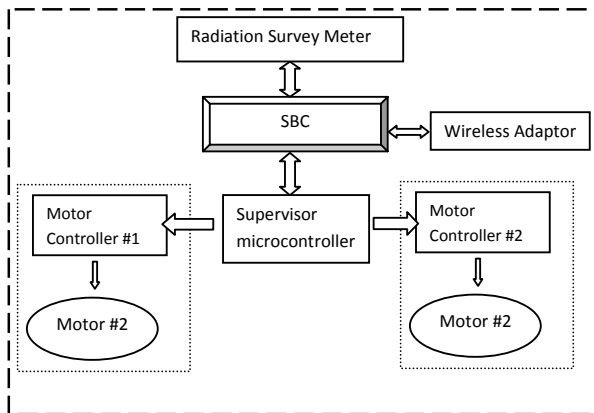 Radiation Survey Meter
SBC
Wireless Adaptor
Motor
Controller #1
Supervisor
microcontroller
Motor
Controller #2
Motor #2
Motor #2